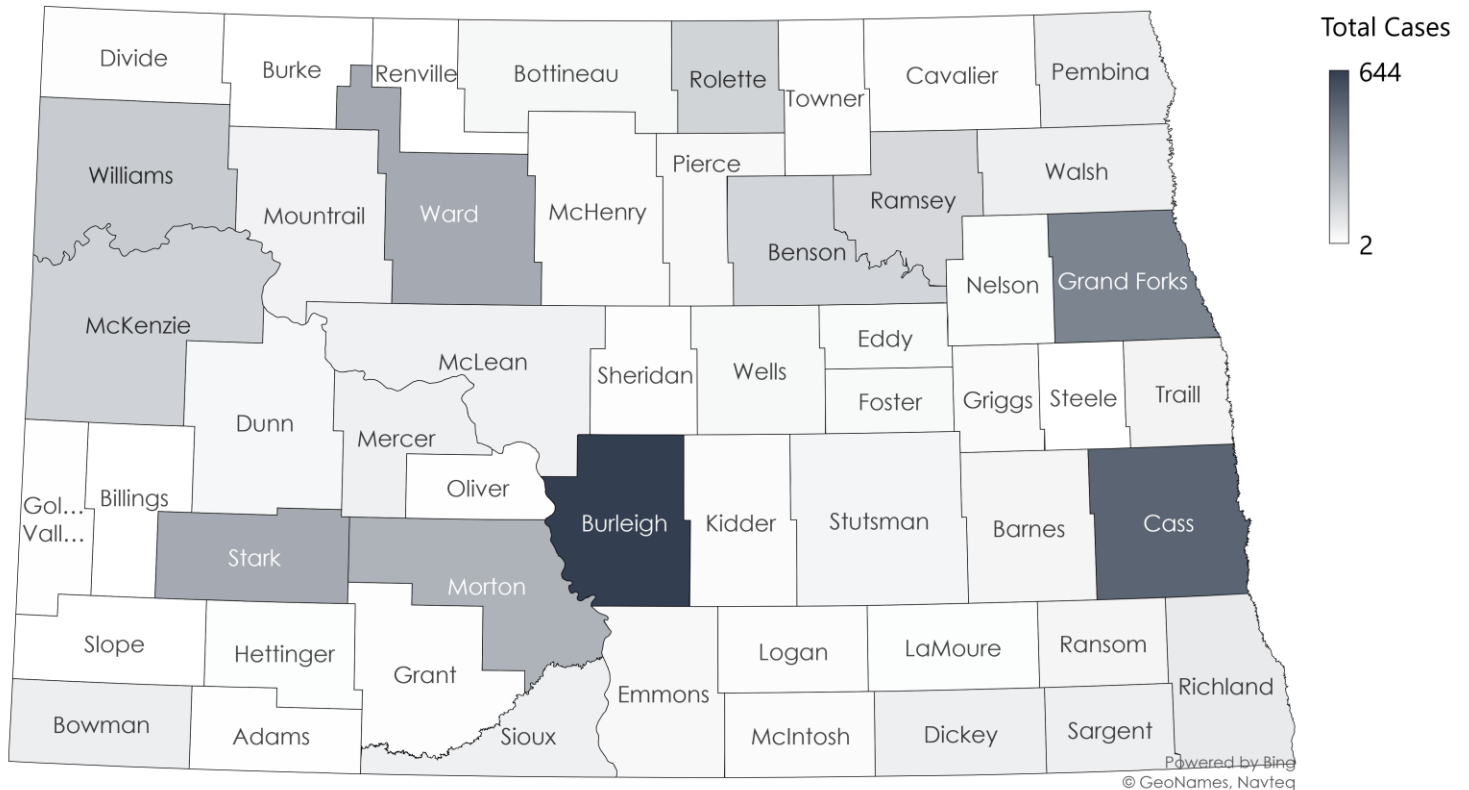 Total Cases
644
2
Divide
Burke
Renville
Bottineau
Rolette
Towner
Cavalier
Pembina
Williams
Mountrail
Ward
McHenry
Pierce
Benson
Ramsey
Walsh
Nelson
Grand Forks
McKenzie
Dunn
McLean
Mercer
Oliver
Sheridan
Wells
Eddy
Foster
Griggs
Steele
Traill
Gol...
Vall...
Billings
Stark
Morton
Burleigh
Kidder
Stutsman
Barnes
Cass
Slope
Hettinger
Grant
Emmons
Logan
LaMoure
Ransom
Richland
Bowman
Adams
Sioux
McIntosh
Dickey
Sargent
Powered by Bing
© GeoNames, Navteq